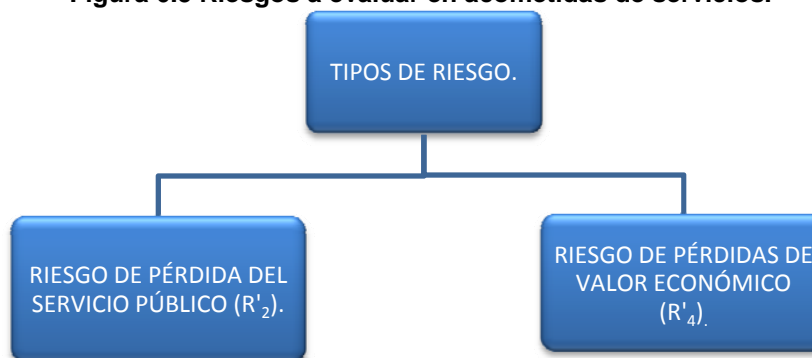 TIPOS DE RIESGO.
RIESGO DE PÉRDIDA DEL
SERVICIO PÚBLICO (R'₂).
RIESGO DE PÉRDIDAS DE
VALOR ECONÓMICO
(R'₄).